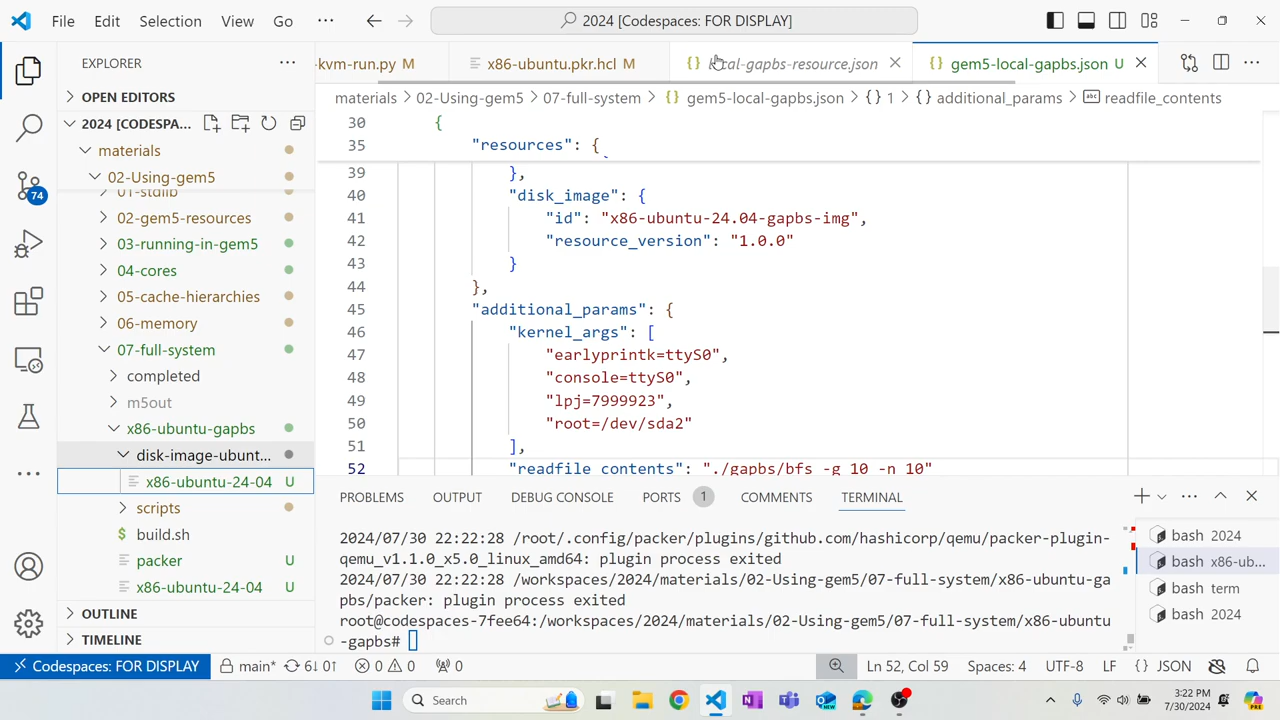 File Edit Selection View Go ··· 2024 [Codespaces: FOR DISPLAY]
EXPLORER ···
OPEN EDITORS
2024 [CODESPA...
materials
02-Using-gem5
01-stdlib
02-gem5-resources
03-running-in-gem5
04-cores
05-cache-hierarchies
06-memory
07-full-system
completed
m5out
x86-ubuntu-gapbs
disk-image-ubunt...
x86-ubuntu-24-04 U
scripts
build.sh
packer U
x86-ubuntu-24-04 U
OUTLINE
TIMELINE
74
-kvm-run.py M x86-ubuntu.pkr.hcl M cal-gapbs-resource.json gem5-local-gapbs.json U
materials > 02-Using-gem5 > 07-full-system > {} gem5-local-gapbs.json > {} 1 > {} additional_params > readfile_contents
30 {
35 "resources": {
39 },
40 "disk_image": {
41 "id": "x86-ubuntu-24.04-gapbs-img",
42 "resource_version": "1.0.0"
43 }
44 },
45 "additional_params": {
46 "kernel_args": [
47 "earlyprintk=ttyS0",
48 "console=ttyS0",
49 "lpj=7999923",
50 "root=/dev/sda2"
51 ],
52 "readfile_contents": "./gapbs/bfs -g 10 -n 10"
PROBLEMS OUTPUT DEBUG CONSOLE PORTS 1 COMMENTS TERMINAL
2024/07/30 22:22:28 /root/.config/packer/plugins/github.com/hashicorp/qemu/packer-plugin-
qemu_v1.1.0_x5.0_linux_amd64: plugin process exited
2024/07/30 22:22:28 /workspaces/2024/materials/02-Using-gem5/07-full-system/x86-ubuntu-ga
pbs/packer: plugin process exited
root@codespaces-7fee64:/workspaces/2024/materials/02-Using-gem5/07-full-system/x86-ubuntu
-gapbs#
bash 2024
bash x86-ub...
bash term
bash 2024
Codespaces: FOR DISPLAY main* 6↓ 0↑ 0 0 0 Ln 52, Col 59 Spaces: 4 UTF-8 LF {} JSON
Search
3:22 PM
7/30/2024